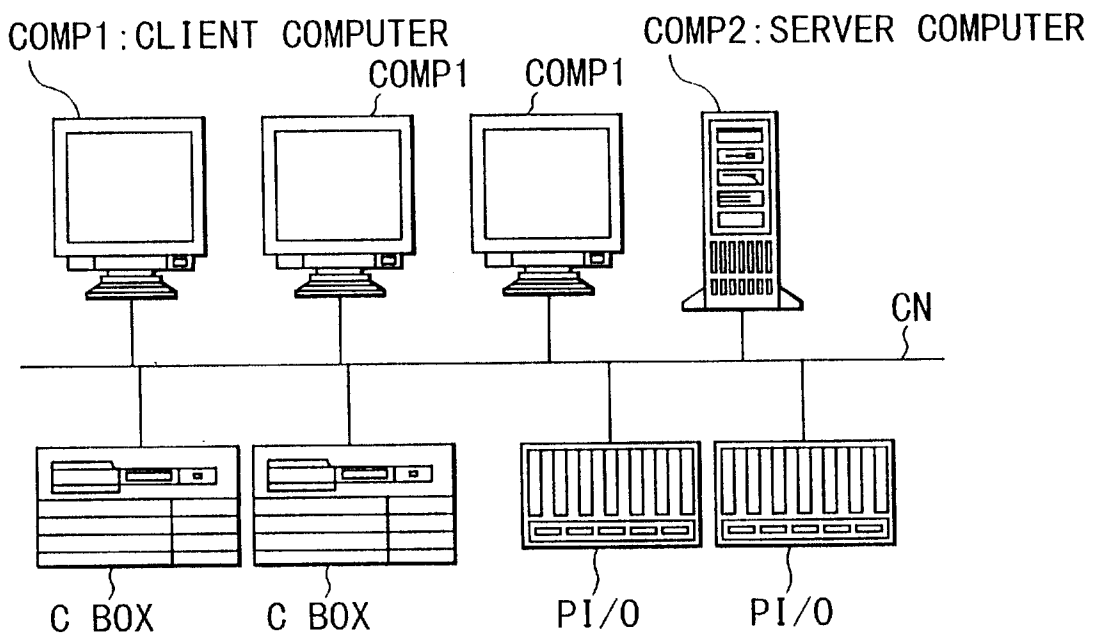 COMP1:CLIENT COMPUTER
COMP2:SERVER COMPUTER
COMP1
COMP1
CN
C BOX
C BOX
PI/O
PI/O